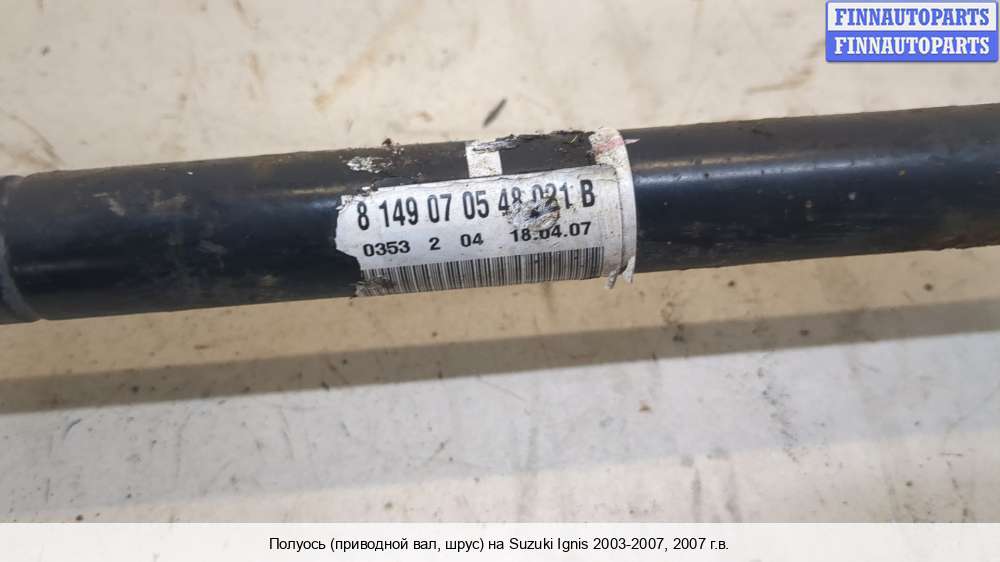 FINNAUTOPARTS
FINNAUTOPARTS
8 149 07 05 48 021 B
0353 2 04 18.04.07
Полуось (приводной вал, шрус) на Suzuki Ignis 2003-2007, 2007 г.в.